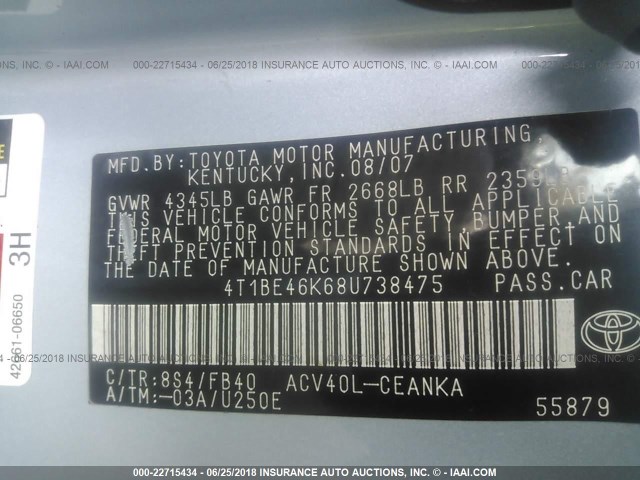 000-22715434 - 06/25/2018 INSURANCE AUTO AUCTIONS, INC. - ©IAAI.COM
MFD.BY:TOYOTA MOTOR MANUFACTURING,
KENTUCKY,INC.08/07
GVWR 4345LB GAWR FR 2668LB RR
THIS VEHICLE CONFORMS TO ALL APPLICABLE
FEDERAL MOTOR VEHICLE SAFETY,BUMPER,AND
THEFT PREVENTION STANDARDS IN EFFECT ON
THE DATE OF MANUFACTURE SHOWN ABOVE.
4T1BE46K68U738475 PASS.CAR
C/TR:8S4/FB40 ACV40L-CEANKA
A/TM:-03A/U250E
55879
TOYOTA
3H
000-22715434 - 06/25/2018 INSURANCE AUTO AUCTIONS, INC. - ©IAAI.COM